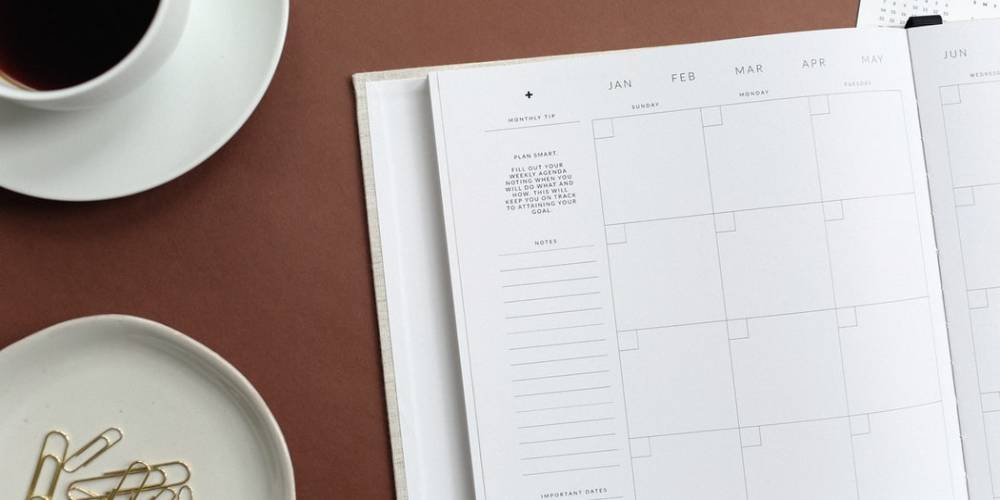 JAN FEB MAR APR MAY JUN
SUNDAY MONDAY TUESDAY
MONTHLY TIP
PLAN SMART.
FILL OUT YOUR
WEEKLY AGENDA
NOTING WHEN YOU
WILL DO WHAT AND
HOW. THIS WILL
KEEP YOU ON TRACK
TO ATTAINING YOUR
GOAL.
NOTES
IMPORTANT DATES